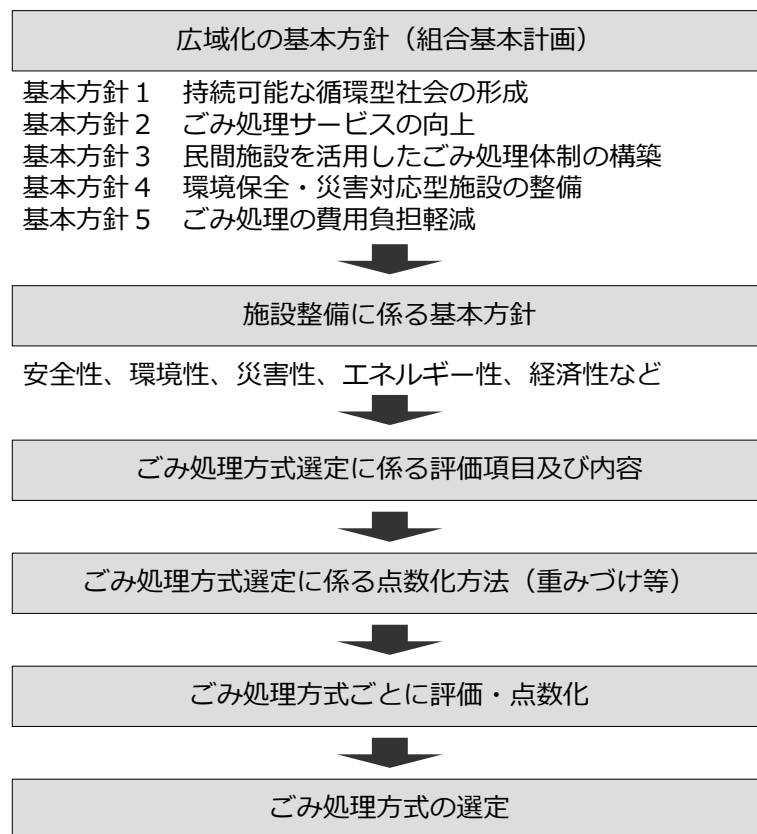 広域化の基本方針（組合基本計画）
基本方針１　持続可能な循環型社会の形成
基本方針２　ごみ処理サービスの向上
基本方針３　民間施設を活用したごみ処理体制の構築
基本方針４　環境保全・災害対応型施設の整備
基本方針５　ごみ処理の費用負担軽減
施設整備に係る基本方針
安全性、環境性、災害性、エネルギー性、経済性など
ごみ処理方式選定に係る評価項目及び内容
ごみ処理方式選定に係る点数化方法（重みづけ等）
ごみ処理方式ごとに評価・点数化
ごみ処理方式の選定